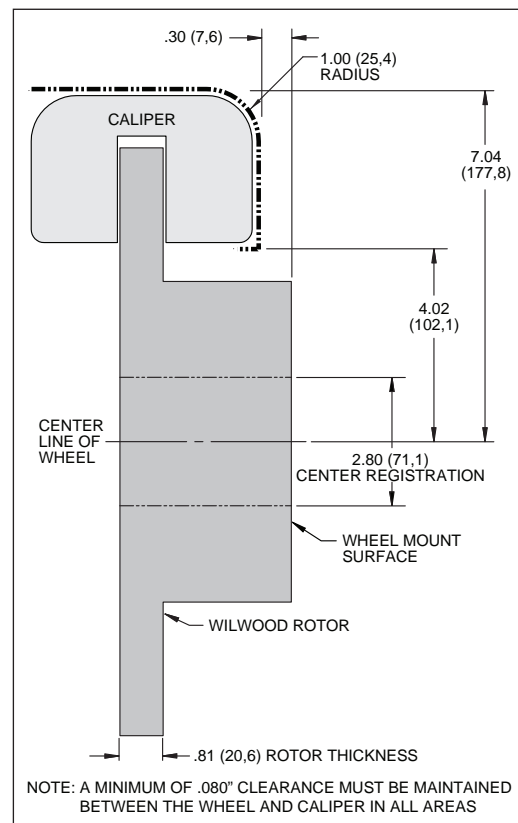 .30 (7,6)
1.00 (25,4)
RADIUS
CALIPER
7.04
(177,8)
4.02
(102,1)
CENTER
LINE OF
WHEEL
2.80 (71,1)
CENTER REGISTRATION
WHEEL MOUNT
SURFACE
WILWOOD ROTOR
.81 (20,6) ROTOR THICKNESS
NOTE: A MINIMUM OF .080" CLEARANCE MUST BE MAINTAINED
BETWEEN THE WHEEL AND CALIPER IN ALL AREAS